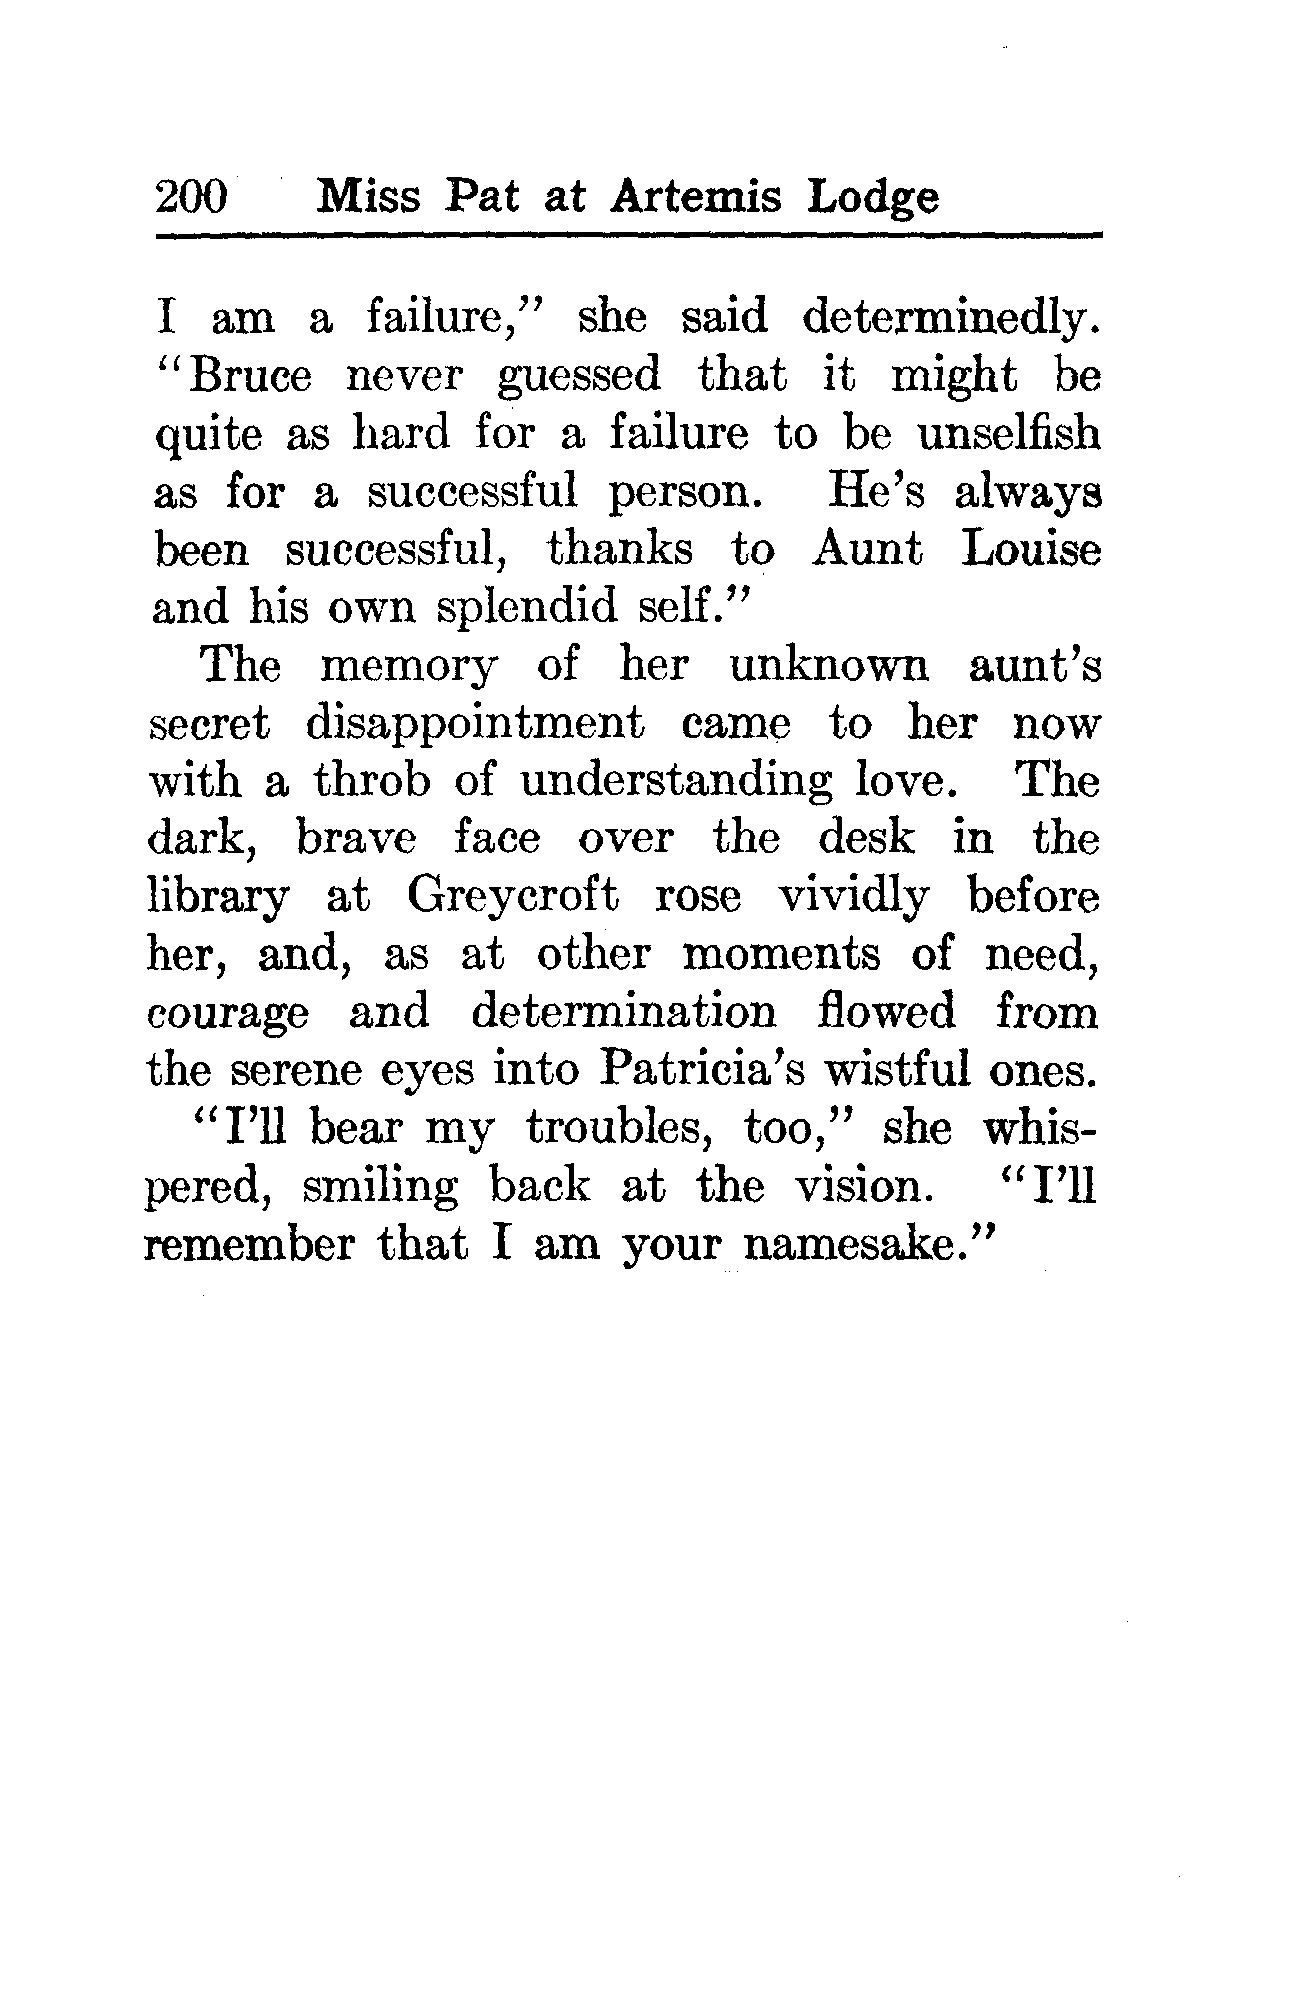 200 Miss Pat at Artemis Lodge
I am a failure,” she said determinedly.
“Bruce never guessed that it might be
quite as hard for a failure to be unselfish
as for a successful person. He’s always
been successful, thanks to Aunt Louise
and his own splendid self.”
The memory of her unknown aunt’s
secret disappointment came to her now
with a throb of understanding love. The
dark, brave face over the desk in the
library at Greycroft rose vividly before
her, and, as at other moments of need,
courage and determination flowed from
the serene eyes into Patricia’s wistful ones.
“I’ll bear my troubles, too,” she whis-
pered, smiling back at the vision. “I’ll
remember that I am your namesake.”